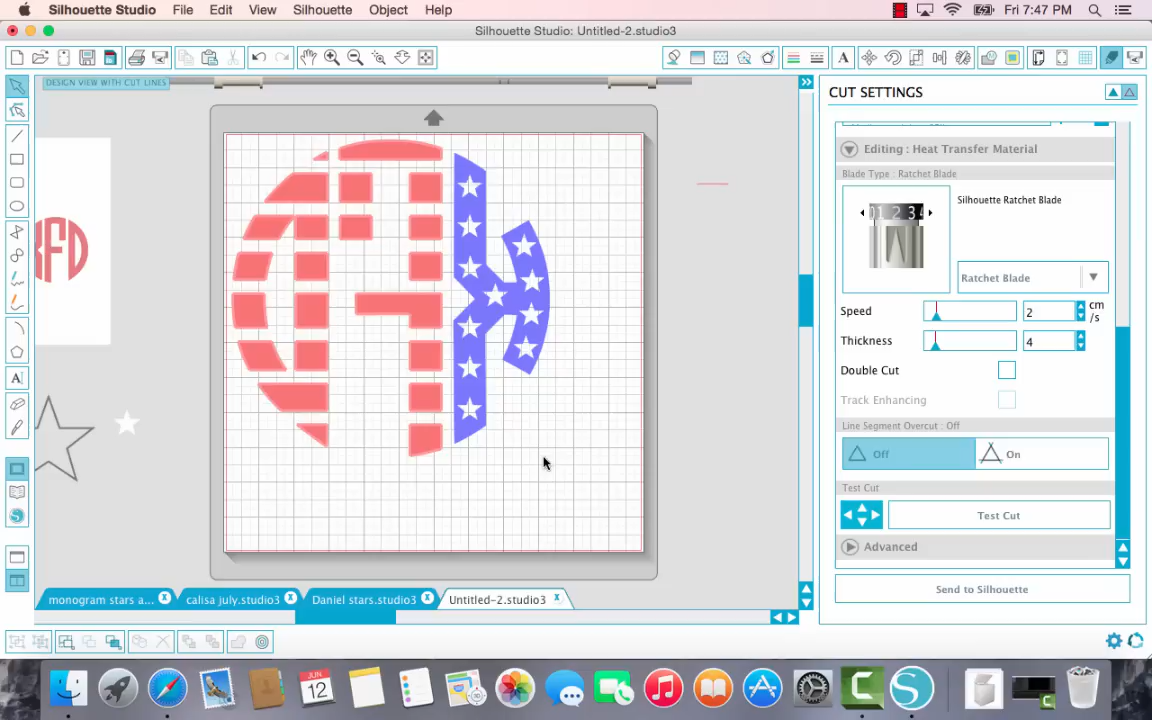 Silhouette Studio File Edit View Silhouette Object Help Fri 7:47 PM
Silhouette Studio: Untitled-2.studio3
DESIGN VIEW WITH CUT LINES
CUT SETTINGS
Editing : Heat Transfer Material
Blade Type : Ratchet Blade
Silhouette Ratchet Blade
Ratchet Blade
Speed 2 cm
/s
Thickness 4
Double Cut
Track Enhancing
Line Segment Overcut : Off
Off On
Test Cut
Test Cut
Advanced
Send to Silhouette
monogram stars a... calisa july.studio3 Daniel stars.studio3 Untitled-2.studio3
JUN
12